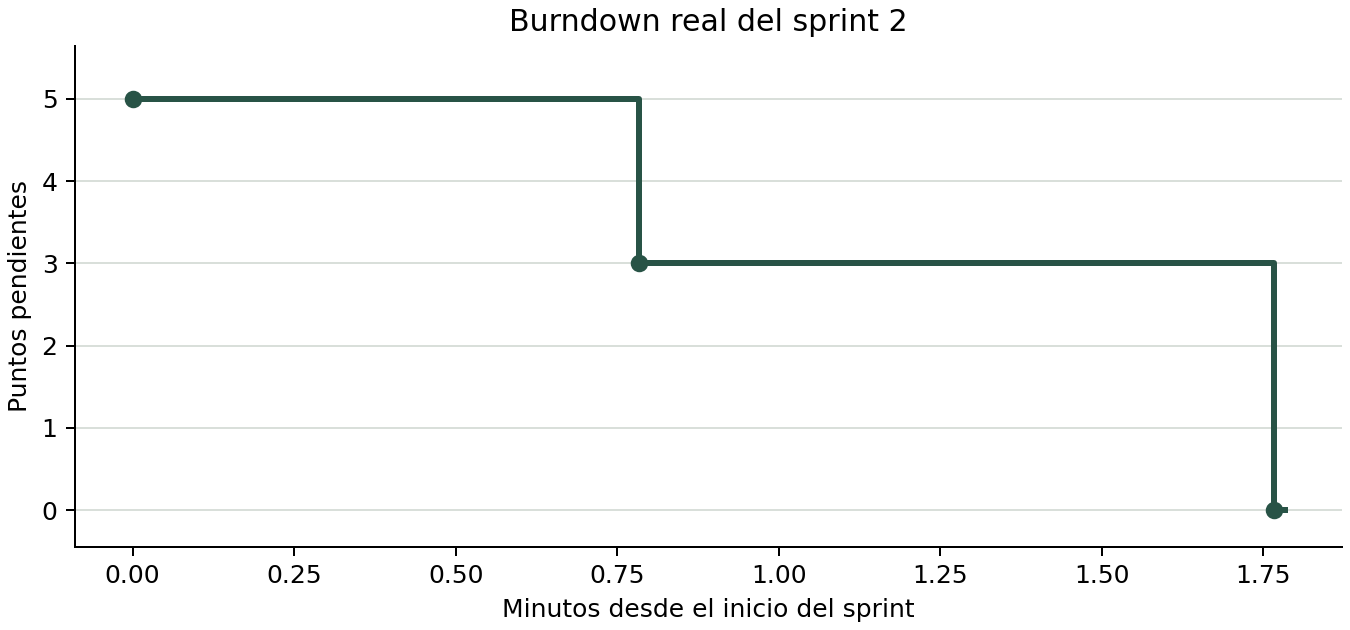 Burndown real del sprint 2
Puntos pendientes
5
4
3
2
1
0
0.00 0.25 0.50 0.75 1.00 1.25 1.50 1.75
Minutos desde el inicio del sprint